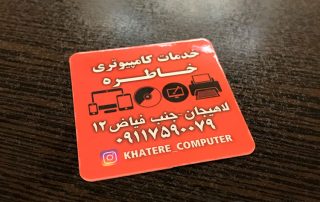 خدمات کامپیوتری
خاطره
لاهیجان-جنب فیاض ۱۲
۰۹۱۱۷۵۹۰۰۷۹
KHATERE_COMPUTER